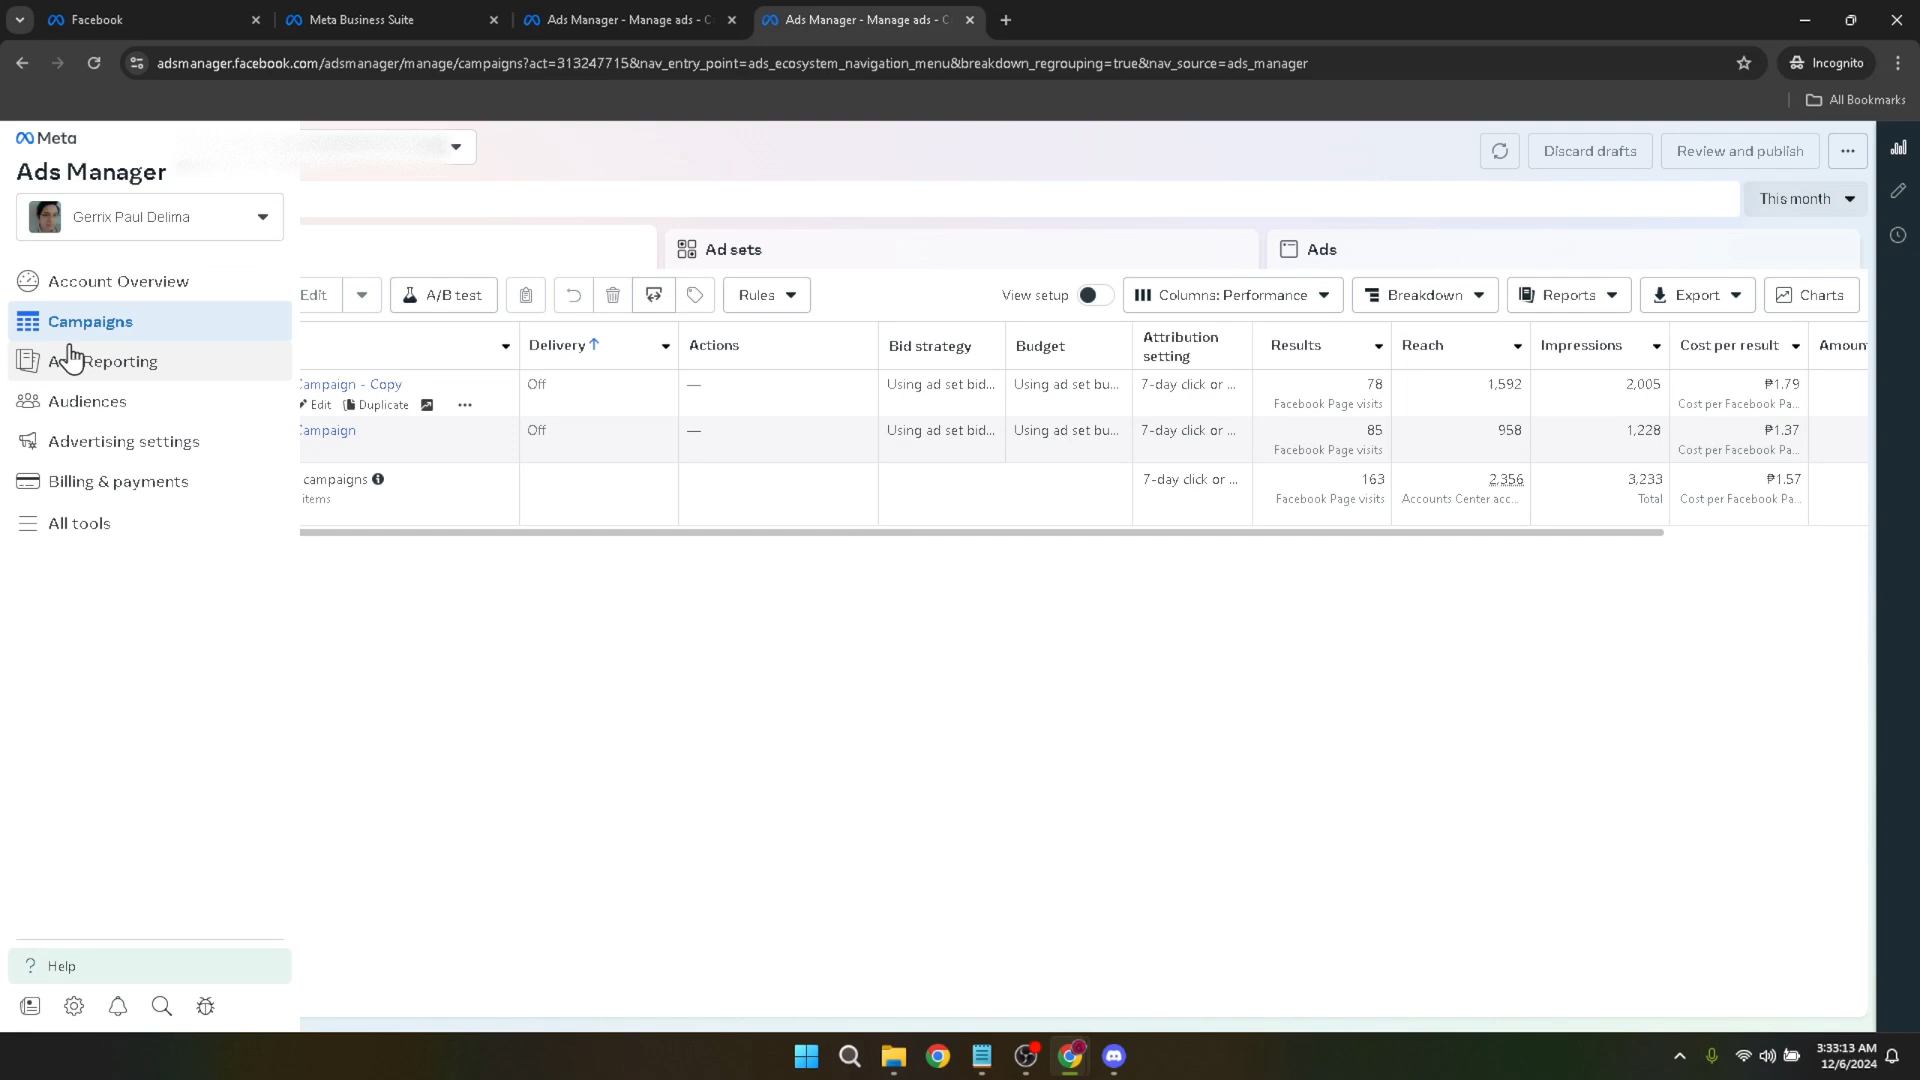 Facebook
Meta Business Suite
Ads Manager - Manage ads - C
Ads Manager - Manage ads - C
adsmanager.facebook.com/adsmanager/manage/campaigns?act=313247715&nav_entry_point=ads_ecosystem_navigation_menu&breakdown_regrouping=true&nav_source=ads_manager
Incognito
All Bookmarks
Meta
Ads Manager
Discard drafts
Review and publish
Gerrix Paul Delima
This month
Ad sets
Ads
Account Overview
Campaigns
Reporting
Audiences
Advertising settings
Billing & payments
All tools
Edit
A/B test
Rules
View setup
Columns: Performance
Breakdown
Reports
Export
Charts
Delivery
Actions
Bid strategy
Budget
Attribution setting
Results
Reach
Impressions
Cost per result
Amoun
Campaign - Copy
Edit
Duplicate
Off
—
Using ad set bid...
Using ad set bu...
7-day click or ...
78
Facebook Page visits
1,592
2,005
₱1.79
Cost per Facebook Pa...
Campaign
Off
—
Using ad set bid...
Using ad set bu...
7-day click or ...
85
Facebook Page visits
958
1,228
₱1.37
Cost per Facebook Pa...
campaigns
items
7-day click or ...
163
Facebook Page visits
2,356
Accounts Center acc...
3,233
Total
₱1.57
Cost per Facebook Pa...
? Help
3:33:13 AM
12/6/2024